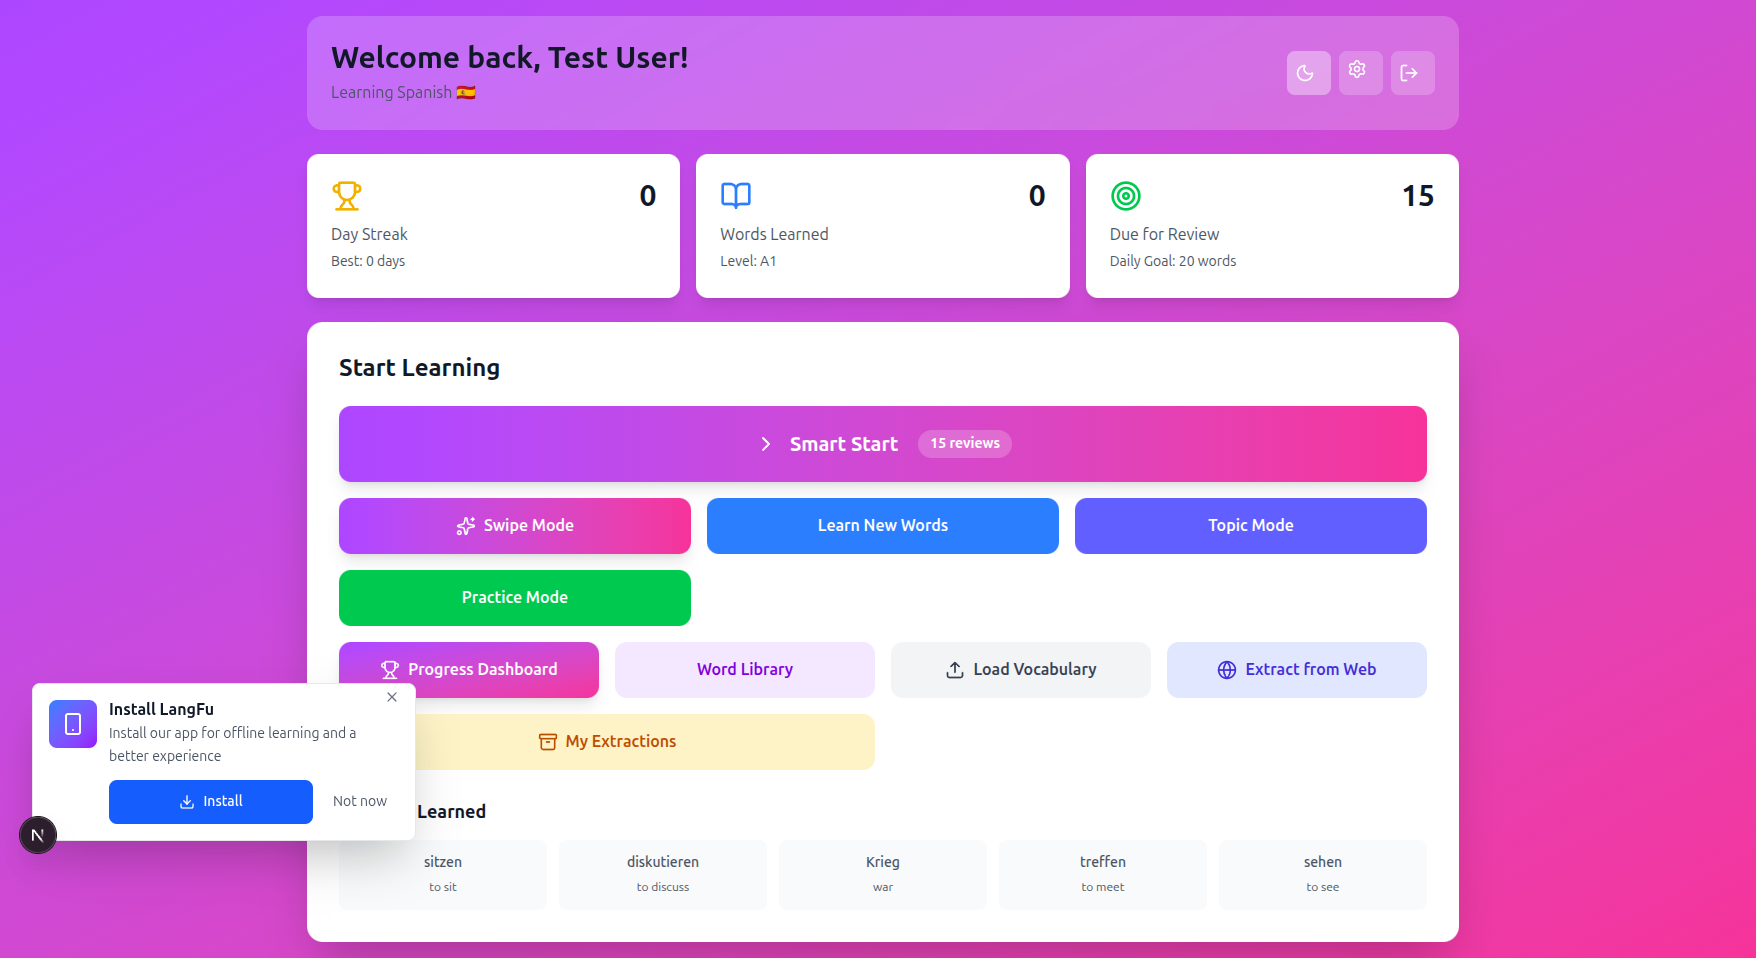 Welcome back, Test User!
Learning Spanish 🇪🇸
0
Day Streak
Best: 0 days
0
Words Learned
Level: A1
15
Due for Review
Daily Goal: 20 words
Start Learning
Smart Start 15 reviews
Swipe Mode
Learn New Words
Topic Mode
Practice Mode
Progress Dashboard
Word Library
Load Vocabulary
Extract from Web
My Extractions
Install LangFu
Install our app for offline learning and a
better experience
Install
Not now
N
Learned
sitzen
to sit
diskutieren
to discuss
Krieg
war
treffen
to meet
sehen
to see